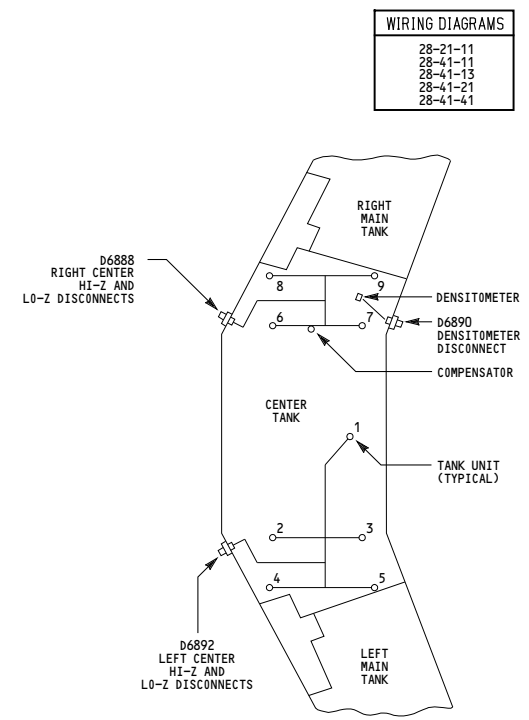 WIRING DIAGRAMS
28-21-11
28-41-11
28-41-13
28-41-21
28-41-41
RIGHT
MAIN
TANK
D6888
RIGHT CENTER
HI-Z AND
LO-Z DISCONNECTS
8
9
DENSITOMETER
6
7
D6890
DENSITOMETER
DISCONNECT
COMPENSATOR
CENTER
TANK
1
TANK UNIT
(TYPICAL)
2
3
4
5
D6892
LEFT CENTER
HI-Z AND
LO-Z DISCONNECTS
LEFT
MAIN
TANK